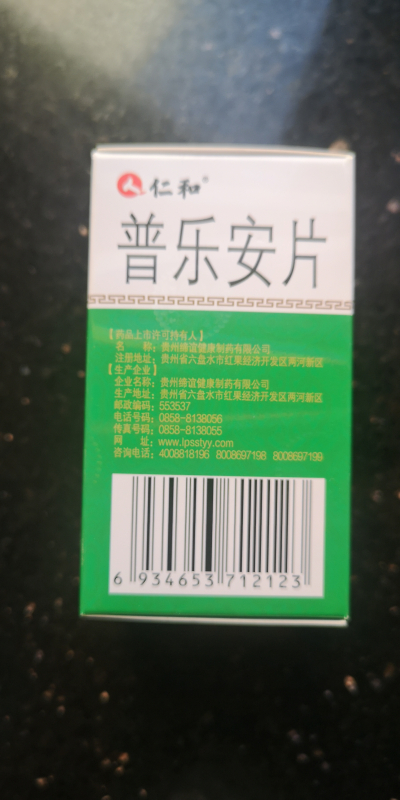 仁和®
普乐安片
【药品上市许可持有人】
名 称：贵州缔谊健康制药有限公司
注册地址：贵州省六盘水市红果经济开发区两河新区
【生产企业】
企业名称：贵州缔谊健康制药有限公司
生产地址：贵州省六盘水市红果经济开发区两河新区
邮政编码：553537
电话号码：0858-8138056
传真号码：0858-8138055
网 址：www.lpsstyy.com
咨询电话：4008818196 8008697198 8008697199
6 934653 712123